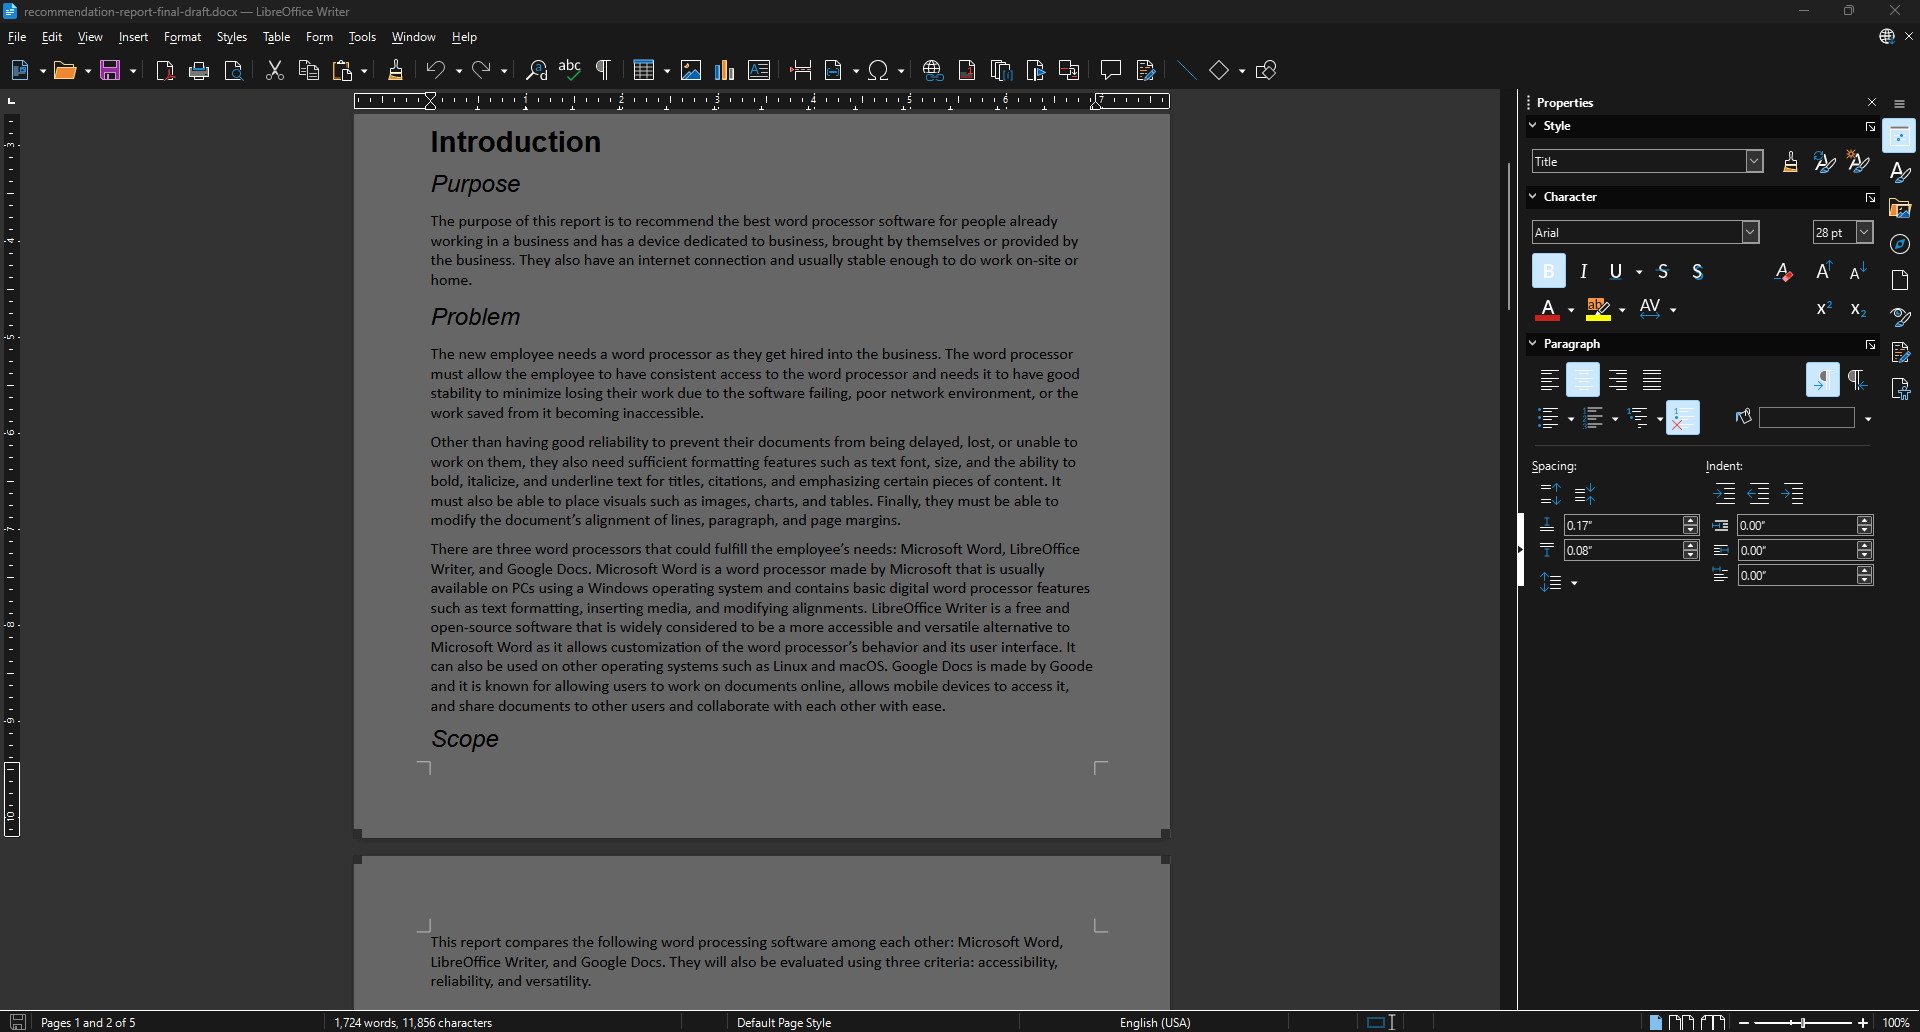 recommendation-report-final-draft.docx — LibreOffice Writer
File Edit View Insert Format Styles Table Form Tools Window Help
1 2 3 4 5 6 7
Properties
Style
Title
Character
Arial
28 pt
Paragraph
Spacing:
Indent:
0.17"
0.00"
0.08"
0.00"
0.00"
3
4
5
6
7
8
9
10
Introduction
Purpose
The purpose of this report is to recommend the best word processor software for people already
working in a business and has a device dedicated to business, brought by themselves or provided by
the business. They also have an internet connection and usually stable enough to do work on-site or
home.
Problem
The new employee needs a word processor as they get hired into the business. The word processor
must allow the employee to have consistent access to the word processor and needs it to have good
stability to minimize losing their work due to the software failing, poor network environment, or the
work saved from it becoming inaccessible.
Other than having good reliability to prevent their documents from being delayed, lost, or unable to
work on them, they also need sufficient formatting features such as text font, size, and the ability to
bold, italicize, and underline text for titles, citations, and emphasizing certain pieces of content. It
must also be able to place visuals such as images, charts, and tables. Finally, they must be able to
modify the document's alignment of lines, paragraph, and page margins.
There are three word processors that could fulfill the employee's needs: Microsoft Word, LibreOffice
Writer, and Google Docs. Microsoft Word is a word processor made by Microsoft that is usually
available on PCs using a Windows operating system and contains basic digital word processor features
such as text formatting, inserting media, and modifying alignments. LibreOffice Writer is a free and
open-source software that is widely considered to be a more accessible and versatile alternative to
Microsoft Word as it allows customization of the word processor's behavior and its user interface. It
can also be used on other operating systems such as Linux and macOS. Google Docs is made by Goode
and it is known for allowing users to work on documents online, allows mobile devices to access it,
and share documents to other users and collaborate with each other with ease.
Scope
This report compares the following word processing software among each other: Microsoft Word,
LibreOffice Writer, and Google Docs. They will also be evaluated using three criteria: accessibility,
reliability, and versatility.
Pages 1 and 2 of 5
1,724 words, 11,856 characters
Default Page Style
English (USA)
100%